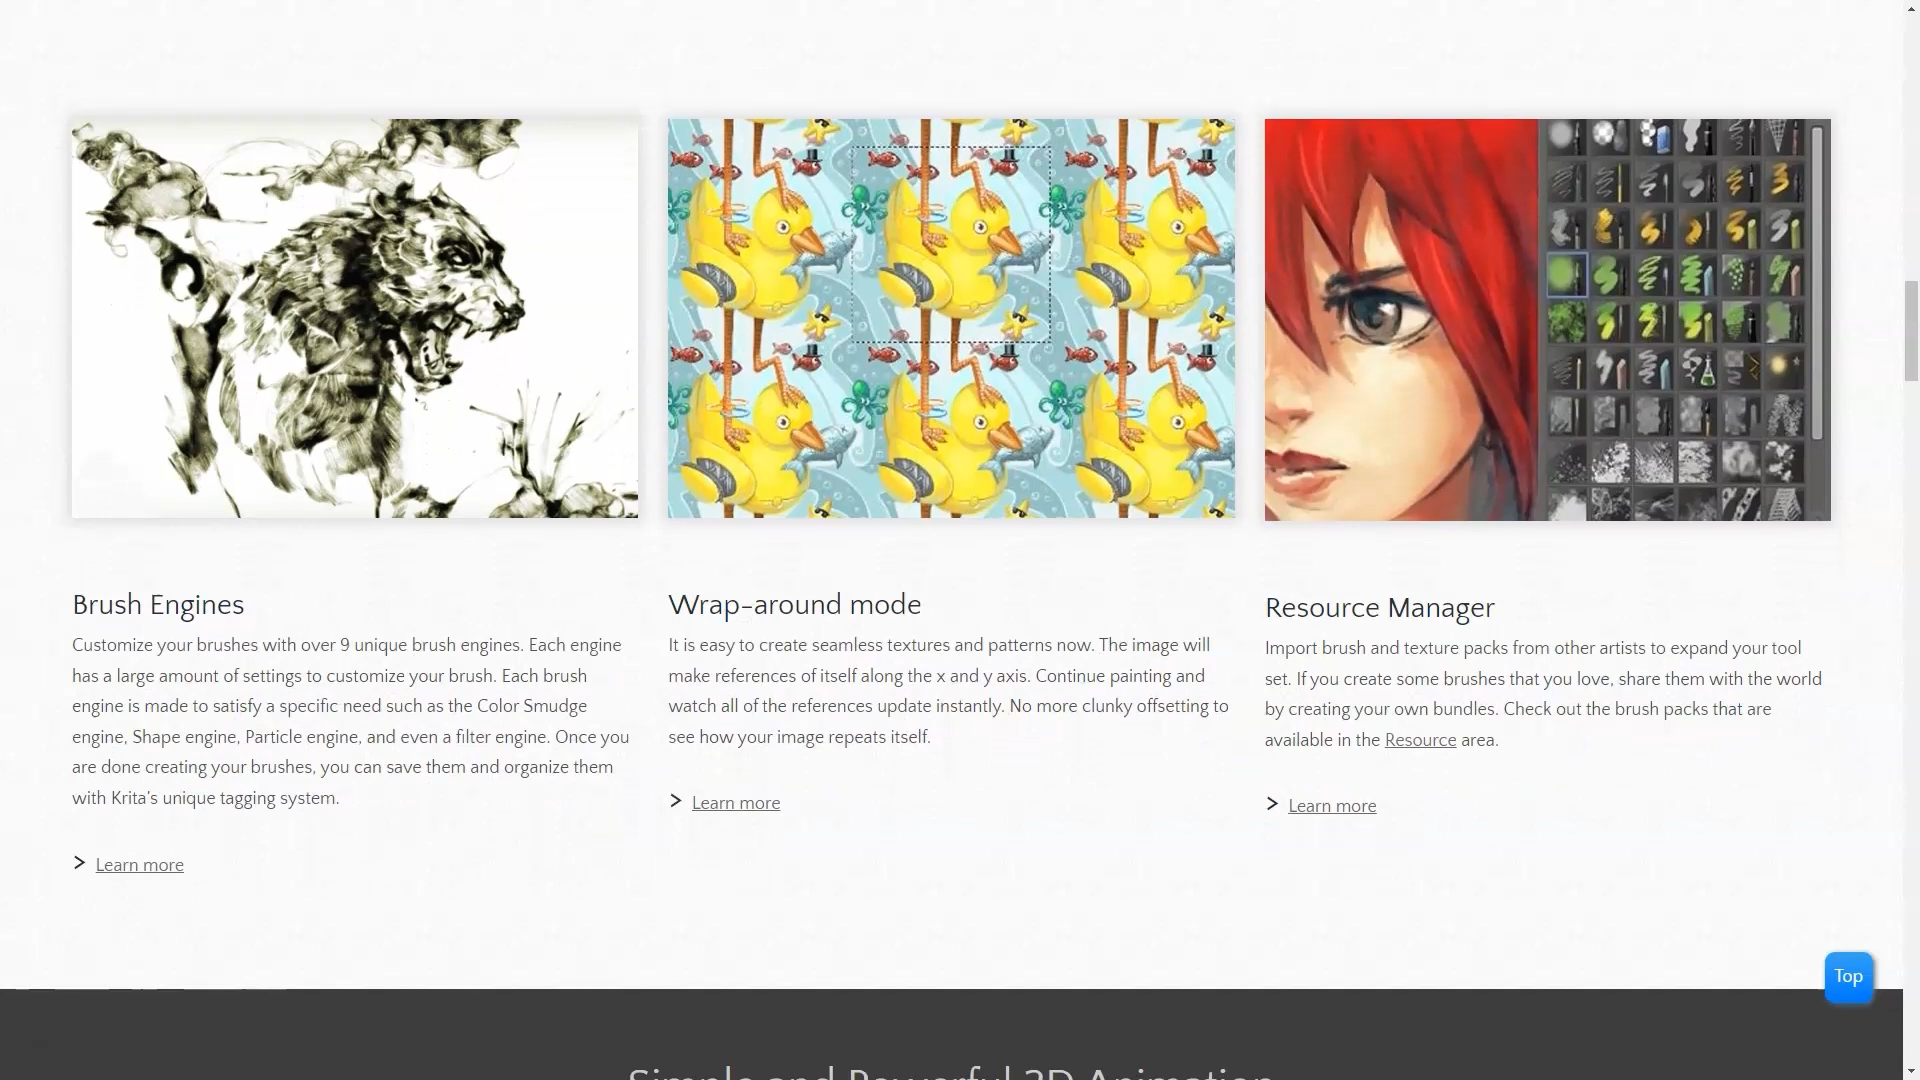 Brush Engines
Customize your brushes with over 9 unique brush engines. Each engine
has a large amount of settings to customize your brush. Each brush
engine is made to satisfy a specific need such as the Color Smudge
engine, Shape engine, Particle engine, and even a filter engine. Once you
are done creating your brushes, you can save them and organize them
with Krita's unique tagging system.
> Learn more
Wrap-around mode
It is easy to create seamless textures and patterns now. The image will
make references of itself along the x and y axis. Continue painting and
watch all of the references update instantly. No more clunky offsetting to
see how your image repeats itself.
> Learn more
Resource Manager
Import brush and texture packs from other artists to expand your tool
set. If you create some brushes that you love, share them with the world
by creating your own bundles. Check out the brush packs that are
available in the Resource area.
> Learn more
Top
Simple and Powerful 2D Animation